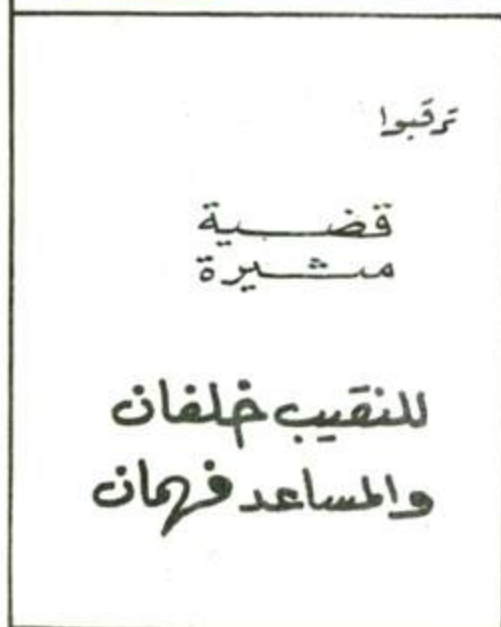 ترقبوا
قضية
مثيرة
للنقيب خلفان
والمساعد فهمان